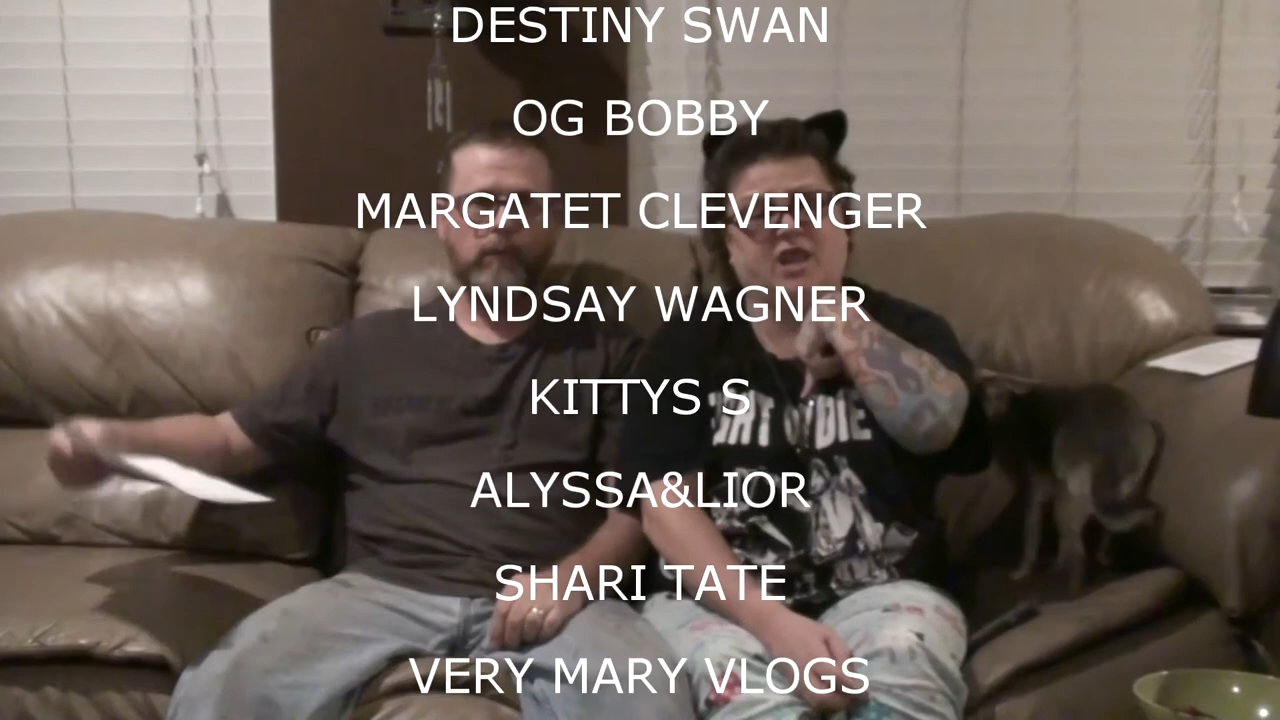 DESTINY SWAN
OG BOBBY
MARGATET CLEVENGER
LYNDSAY WAGNER
KITTYS S
ALYSSA&LIOR
SHARI TATE
VERY MARY VLOGS